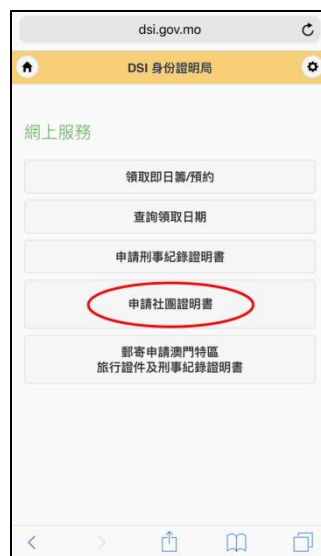 dsi.gov.mo
DSI 身份證明局
網上服務
領取即日籌/預約
查詢領取日期
申請刑事紀錄證明書
申請社團證明書
郵寄申請澳門特區
旅行證件及刑事紀錄證明書